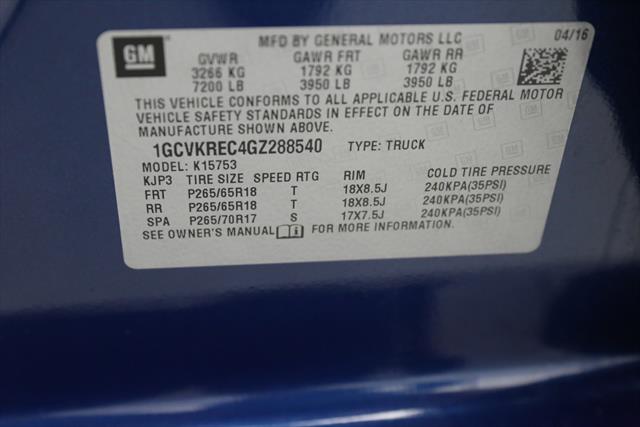 GM
MFD BY GENERAL MOTORS LLC 04/16
GVWR GAWR FRT GAWR RR
3266 KG 1792 KG 1792 KG
7200 LB 3950 LB 3950 LB
THIS VEHICLE CONFORMS TO ALL APPLICABLE U.S. FEDERAL MOTOR
VEHICLE SAFETY STANDARDS IN EFFECT ON THE DATE OF
MANUFACTURE SHOWN ABOVE.
1GCVKREC4GZ288540 TYPE: TRUCK
MODEL: K15753
KJP3 TIRE SIZE SPEED RTG RIM COLD TIRE PRESSURE
FRT P265/65R18 T 18X8.5J 240KPA(35PSI)
RR P265/65R18 T 18X8.5J 240KPA(35PSI)
SPA P265/70R17 S 17X7.5J 240KPA(35PSI)
SEE OWNER'S MANUAL FOR MORE INFORMATION.